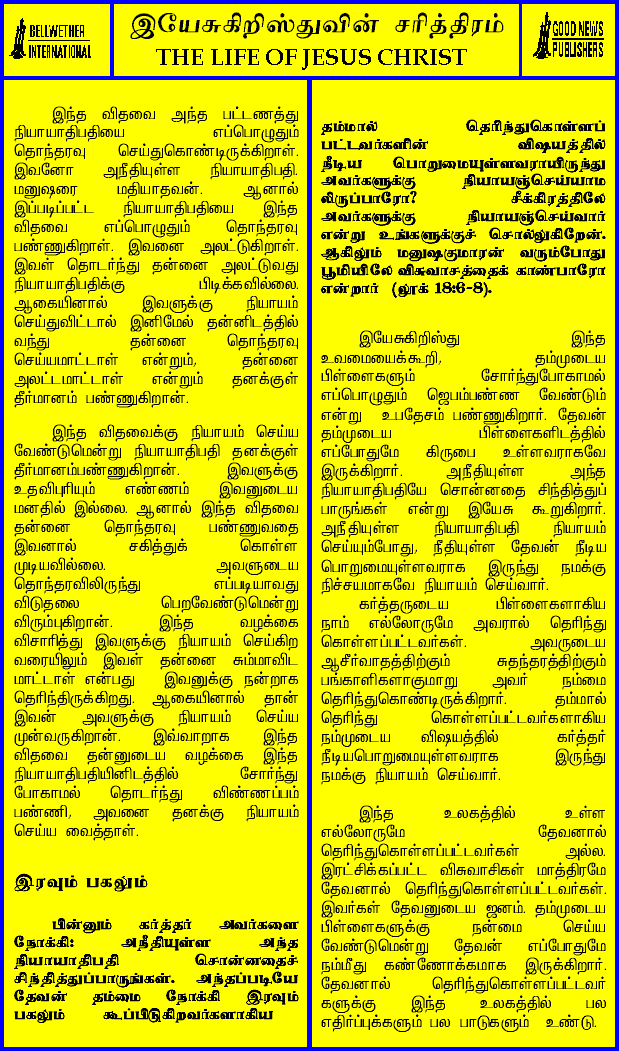 BELLWETHER
INTERNATIONAL
இயேசுகிறிஸ்துவின் சரித்திரம்
THE LIFE OF JESUS CHRIST
GOOD NEWS
PUBLISHERS
இந்த விதவை அந்த பட்டணத்து
நியாயாதிபதியை எப்பொழுதும்
தொந்தரவு செய்துகொண்டிருக்கிறாள்.
இவனோ அநீதியுள்ள நியாயாதிபதி.
மனுஷரை மதியாதவன். ஆனால்
இப்படிப்பட்ட நியாயாதிபதியை இந்த
விதவை எப்பொழுதும் தொந்தரவு
பண்ணுகிறாள். இவனை அலட்டுகிறாள்.
இவள் தொடர்ந்து தன்னை அலட்டுவது
நியாயாதிபதிக்கு பிடிக்கவில்லை.
ஆகையினால் இவளுக்கு நியாயம்
செய்துவிட்டால் இனிமேல் தன்னிடத்தில்
வந்து தன்னை தொந்தரவு
செய்யமாட்டாள் என்றும், தன்னை
அலட்டமாட்டாள் என்றும் தனக்குள்
தீர்மானம் பண்ணுகிறான்.
இந்த விதவைக்கு நியாயம் செய்ய
வேண்டுமென்று நியாயாதிபதி தனக்குள்
தீர்மானம்பண்ணுகிறான். இவளுக்கு
உதவிபுரியும் எண்ணம் இவனுடைய
மனதில் இல்லை. ஆனால் இந்த விதவை
தன்னை தொந்தரவு பண்ணுவதை
இவனால் சகித்துக் கொள்ள
முடியவில்லை. அவளுடைய
தொந்தரவிலிருந்து எப்படியாவது
விடுதலை பெறவேண்டுமென்று
விரும்புகிறான். இந்த வழக்கை
விசாரித்து இவளுக்கு நியாயம் செய்கிற
வரையிலும் இவள் தன்னை சும்மாவிட
மாட்டாள் என்பது இவனுக்கு நன்றாக
தெரிந்திருக்கிறது. ஆகையினால் தான்
இவன் அவளுக்கு நியாயம் செய்ய
முன்வருகிறான். இவ்வாறாக இந்த
விதவை தன்னுடைய வழக்கை இந்த
நியாயாதிபதியினிடத்தில் சோர்ந்து
போகாமல் தொடர்ந்து விண்ணப்பம்
பண்ணி, அவனை தனக்கு நியாயம்
செய்ய வைத்தாள்.
இரவும் பகலும்
பின்னும் கர்த்தர் அவர்களை
நோக்கி: அநீதியுள்ள அந்த
நியாயாதிபதி சொன்னதைச்
சிந்தித்துப்பாருங்கள். அந்தப்படியே
தேவன் தம்மை நோக்கி இரவும்
பகலும் கூப்பிடுகிறவர்களாகிய
தம்மால் தெரிந்துகொள்ளப்
பட்டவர்களின் விஷயத்தில்
நீடிய பொறுமையுள்ளவராயிருந்து
அவர்களுக்கு நியாயஞ்செய்யாம
லிருப்பாரோ? சீக்கிரத்திலே
அவர்களுக்கு நியாயஞ்செய்வார்
என்று உங்களுக்குச் சொல்லுகிறேன்.
ஆகிலும் மனுஷகுமாரன் வரும்போது
பூமியிலே விசுவாசத்தைக் காண்பாரோ
என்றார் (லூக் 18:6-8).
இயேசுகிறிஸ்து இந்த
உவமையைக்கூறி, தம்முடைய
பிள்ளைகளும் சோர்ந்துபோகாமல்
எப்பொழுதும் ஜெபம்பண்ண வேண்டும்
என்று உபதேசம் பண்ணுகிறார். தேவன்
தம்முடைய பிள்ளைகளிடத்தில்
எப்போதுமே கிருபை உள்ளவராகவே
இருக்கிறார். அநீதியுள்ள அந்த
நியாயாதிபதியே சொன்னதை சிந்தித்துப்
பாருங்கள் என்று இயேசு கூறுகிறார்.
அநீதியுள்ள நியாயாதிபதி நியாயம்
செய்யும்போது, நீதியுள்ள தேவன் நீடிய
பொறுமையுள்ளவராக இருந்து நமக்கு
நிச்சயமாகவே நியாயம் செய்வார்.
கர்த்தருடைய பிள்ளைகளாகிய
நாம் எல்லோருமே அவரால் தெரிந்து
கொள்ளப்பட்டவர்கள். அவருடைய
ஆசீர்வாதத்திற்கும் சுதந்தரத்திற்கும்
பங்காளிகளாகுமாறு அவர் நம்மை
தெரிந்துகொண்டிருக்கிறார். தம்மால்
தெரிந்து கொள்ளப்பட்டவர்களாகிய
நம்முடைய விஷயத்தில் கர்த்தர்
நீடியபொறுமையுள்ளவராக இருந்து
நமக்கு நியாயம் செய்வார்.
இந்த உலகத்தில் உள்ள
எல்லோருமே தேவனால்
தெரிந்துகொள்ளப்பட்டவர்கள் அல்ல.
இரட்சிக்கப்பட்ட விசுவாசிகள் மாத்திரமே
தேவனால் தெரிந்துகொள்ளப்பட்டவர்கள்.
இவர்கள் தேவனுடைய ஜனம். தம்முடைய
பிள்ளைகளுக்கு நன்மை செய்ய
வேண்டுமென்று தேவன் எப்போதுமே
நம்மீது கண்ணோக்கமாக இருக்கிறார்.
தேவனால் தெரிந்துகொள்ளப்பட்டவர்
களுக்கு இந்த உலகத்தில் பல
எதிர்ப்புக்களும் பல பாடுகளும் உண்டு.